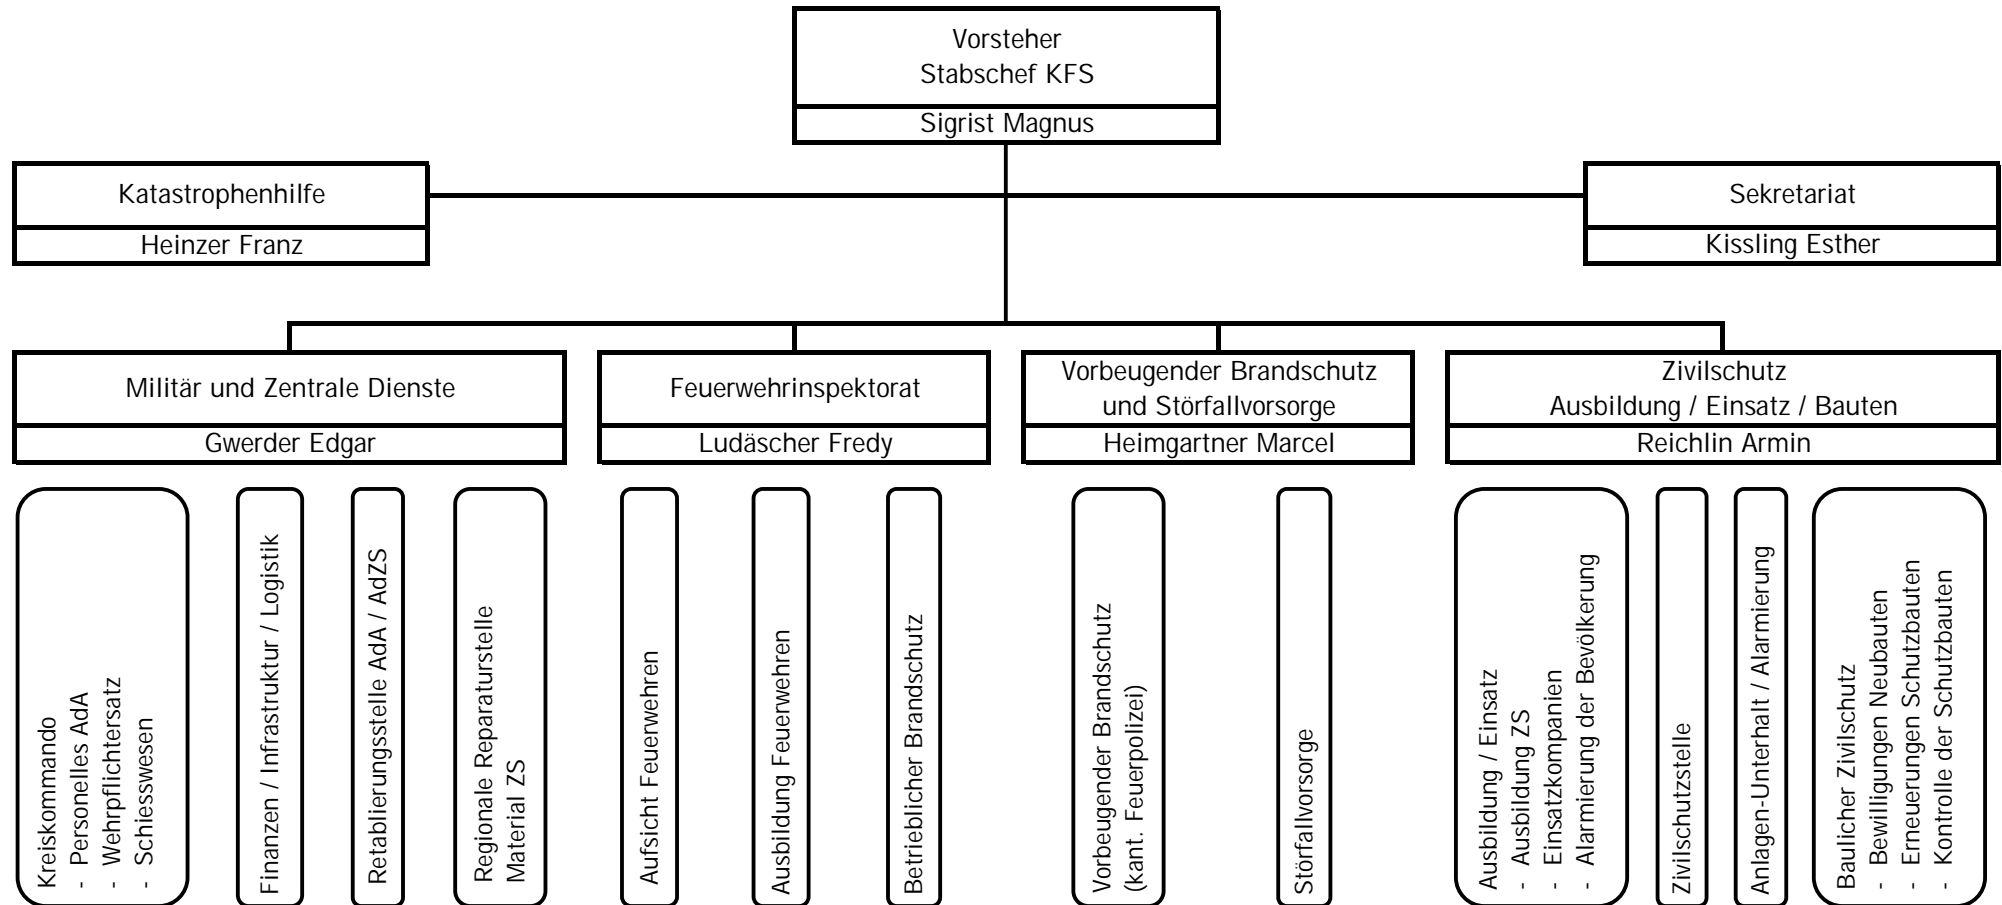 Vorsteher
Stabschef KFS
Sigrist Magnus
Katastrophenhilfe
Heinzer Franz
Sekretariat
Kissling Esther
Militär und Zentrale Dienste
Gwerder Edgar
Feuerwehrinspektorat
Ludäscher Fredy
Vorbeugender Brandschutz
und Störfallvorsorge
Heimgartner Marcel
Zivilschutz
Ausbildung / Einsatz / Bauten
Reichlin Armin
Kreiskommando
- Personelles AdA
- Wehrpflichtersatz
- Schiesswesen
Finanzen / Infrastruktur / Logistik
Retablierungsstelle AdA / AdZS
Regionale Reparaturstelle
Material ZS
Aufsicht Feuerwehren
Ausbildung Feuerwehren
Betrieblicher Brandschutz
Vorbeugender Brandschutz
(kant. Feuerpolizei)
Störfallvorsorge
Ausbildung / Einsatz
- Ausbildung ZS
- Einsatzkompanien
- Alarmierung der Bevölkerung
Zivilschutzstelle
Anlagen-Unterhalt / Alarmierung
Baulicher Zivilschutz
- Bewilligungen Neubauten
- Erneuerungen Schutzbauten
- Kontrolle der Schutzbauten